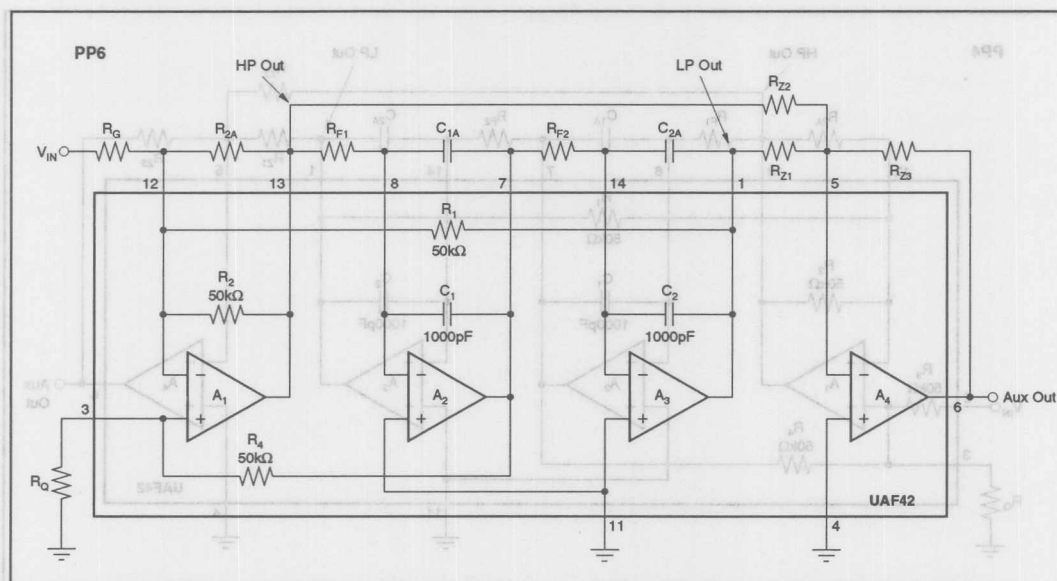 PP6
HP Out
LP Out
R_Z2
V_IN R_G R_2A R_F1 C_1A R_F2 C_2A R_Z1 R_Z3
12 13 8 7 14 1 5
R_1
50kΩ
R_2
50kΩ
C_1
1000pF
C_2
1000pF
A_1 A_2 A_3 A_4
3
6
Aux Out
R_4
50kΩ
R_Q
UAF42
11
4